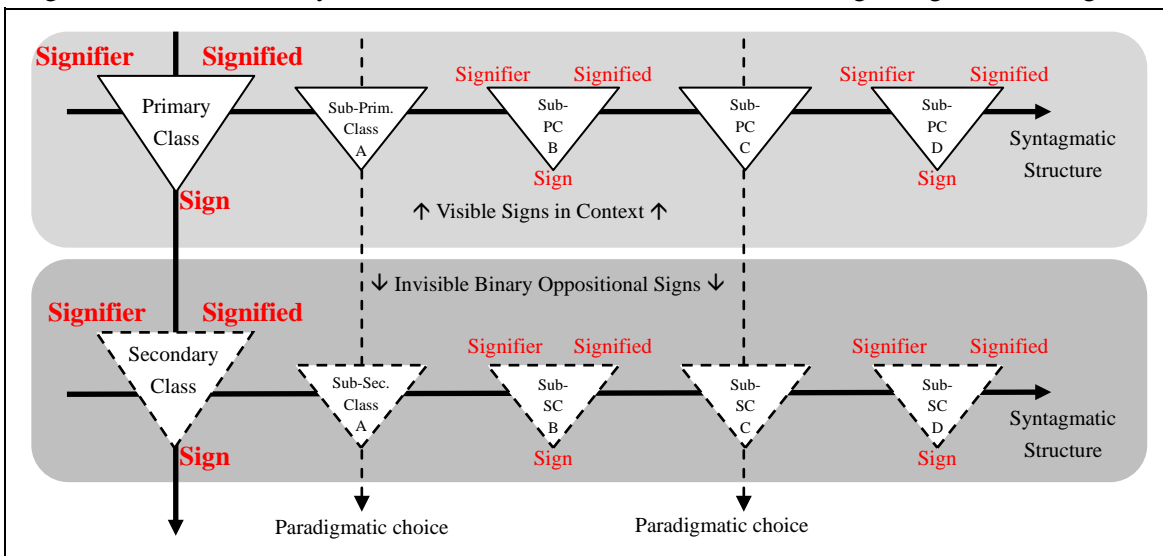 Signifier Signified
Primary
Class
Sign
Sub-Prim.
Class
A
Signifier Signified
Sub-
PC
B
Sign
Sub-
PC
C
Signifier Signified
Sub-
PC
D
Sign
Syntagmatic
Structure
↑ Visible Signs in Context ↑
↓ Invisible Binary Oppositional Signs ↓
Signifier Signified
Secondary
Class
Sign
Sub-Sec.
Class
A
Signifier Signified
Sub-
SC
B
Sign
Sub-
SC
C
Signifier Signified
Sub-
SC
D
Sign
Syntagmatic
Structure
Paradigmatic choice
Paradigmatic choice